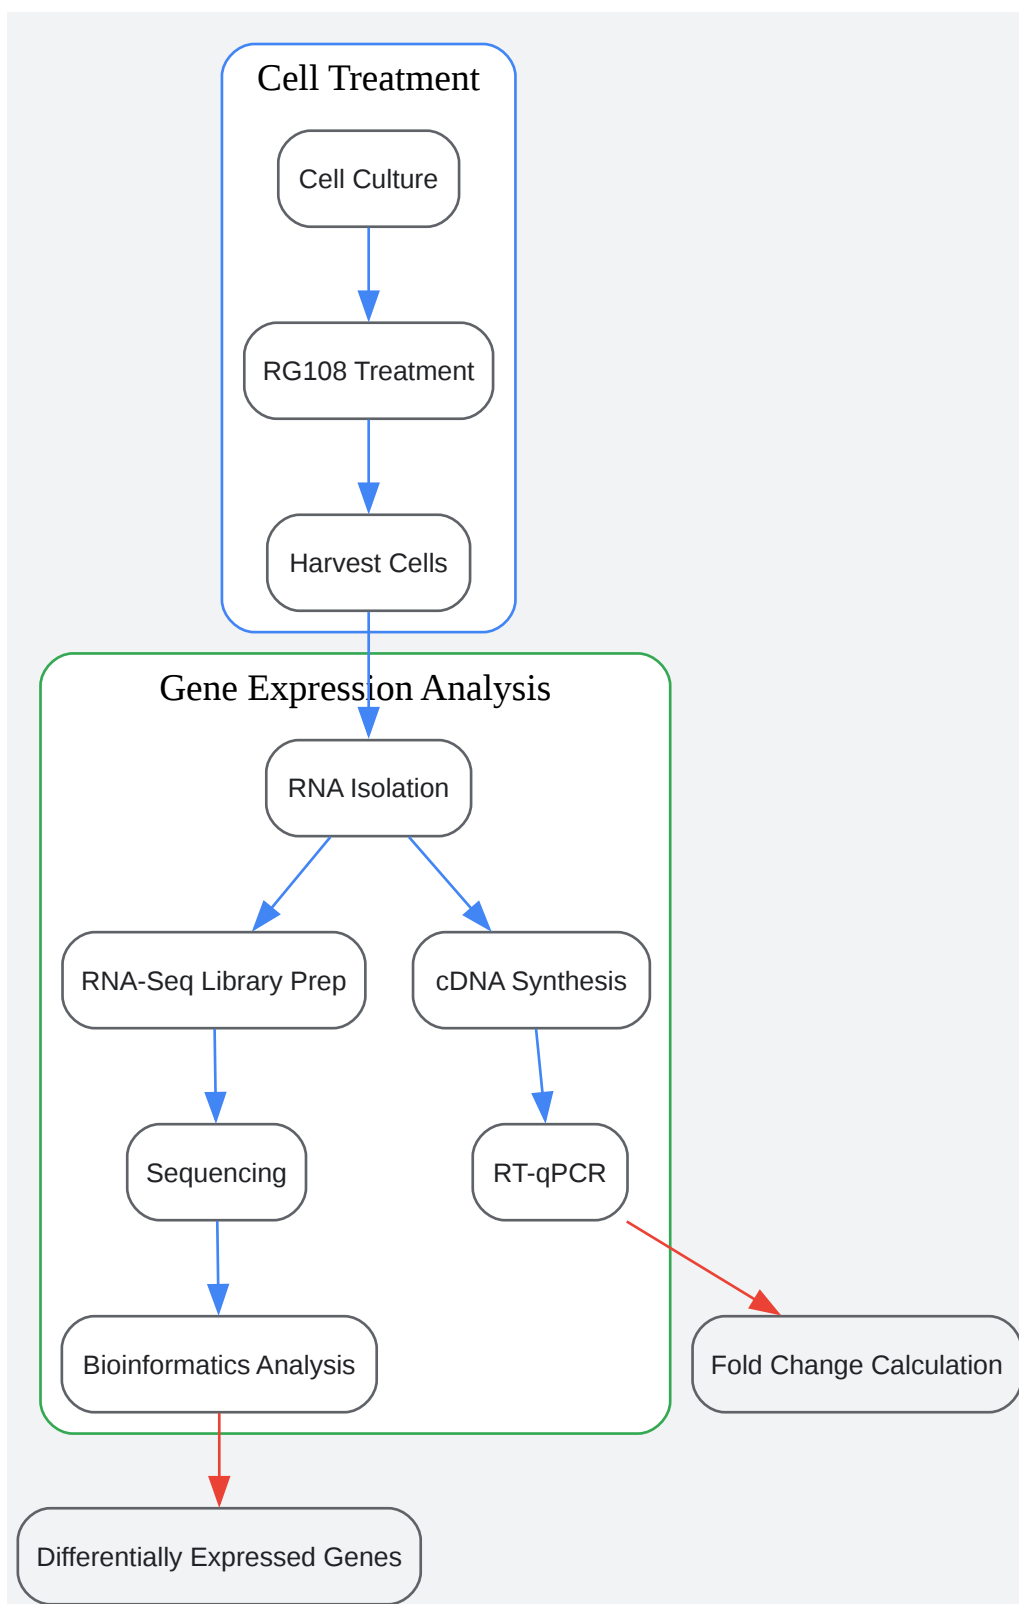 Cell Treatment
Cell Culture
RG108 Treatment
Harvest Cells
Gene Expression Analysis
RNA Isolation
RNA-Seq Library Prep
cDNA Synthesis
Sequencing
RT-qPCR
Bioinformatics Analysis
Fold Change Calculation
Differentially Expressed Genes